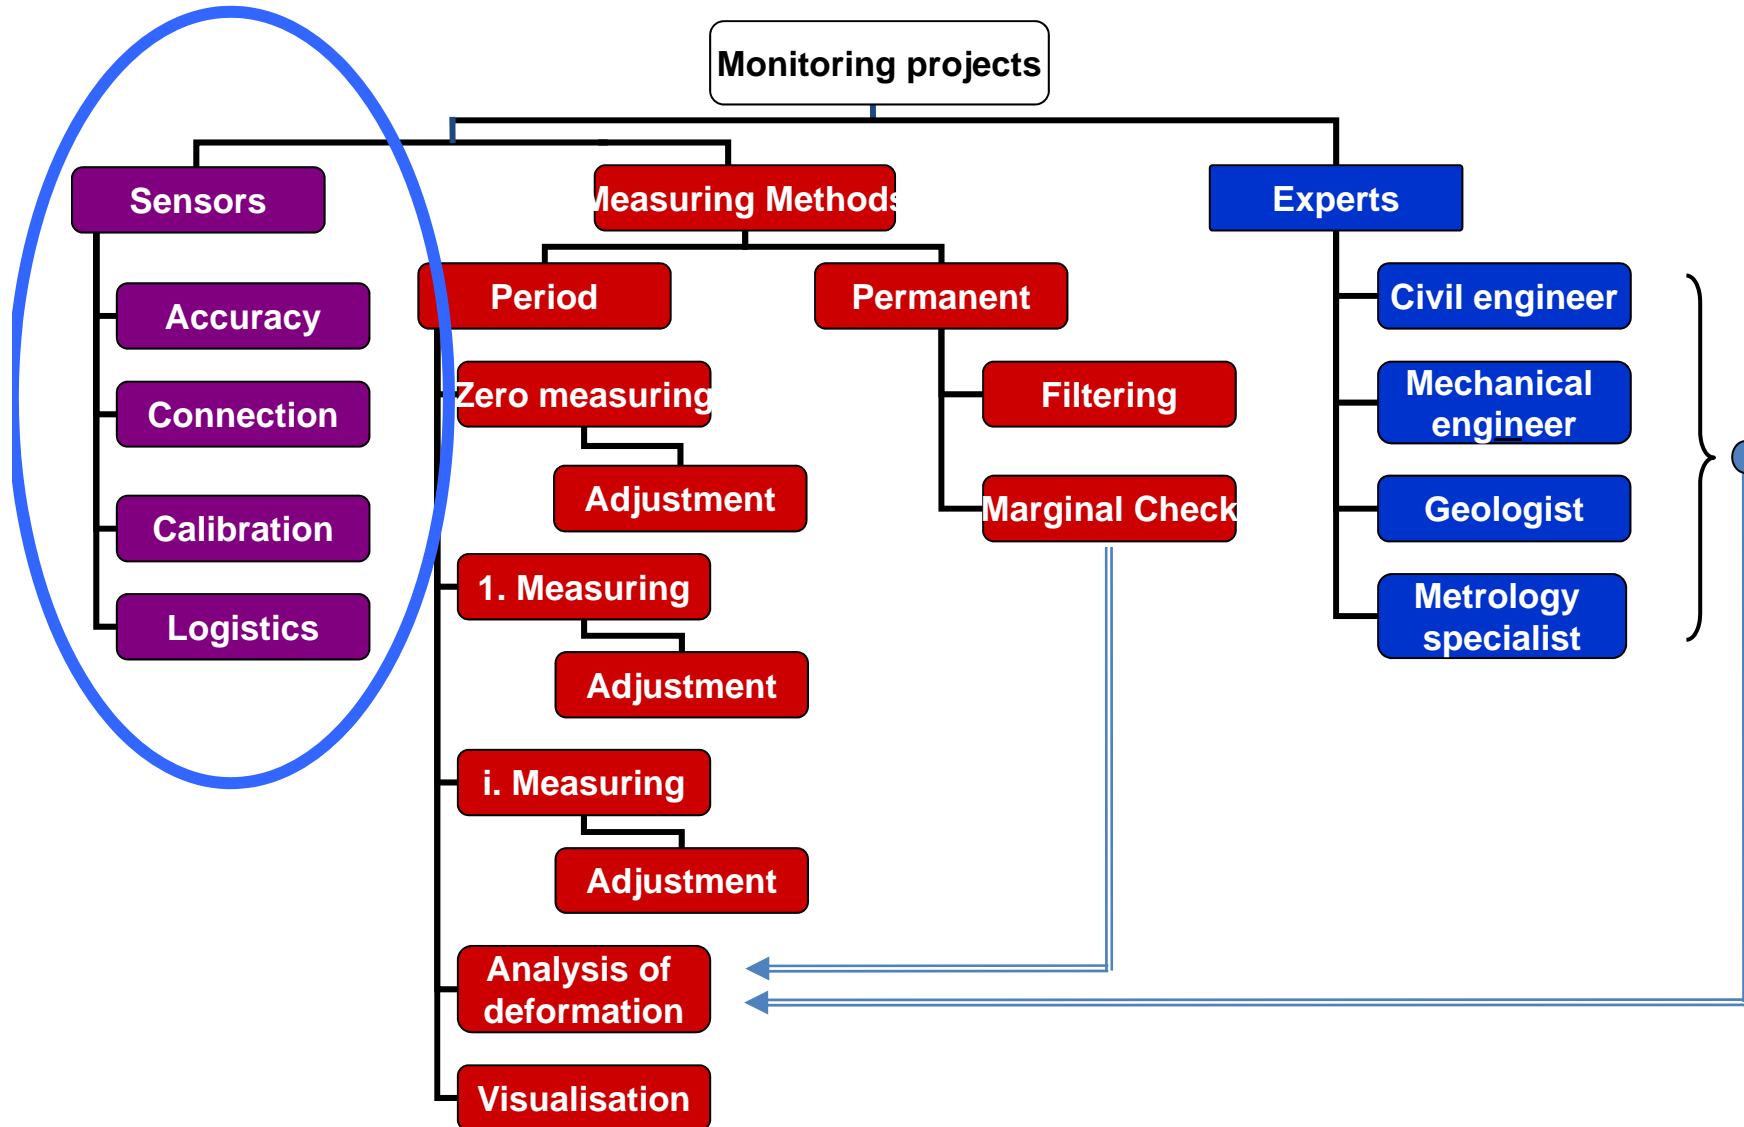 Monitoring projects
Sensors
Accuracy
Connection
Calibration
Logistics
Measuring Methods
Period
Zero measuring
Adjustment
1. Measuring
Adjustment
i. Measuring
Adjustment
Analysis of
deformation
Visualisation
Permanent
Filtering
Marginal Check
Experts
Civil engineer
Mechanical
engineer
Geologist
Metrology
specialist